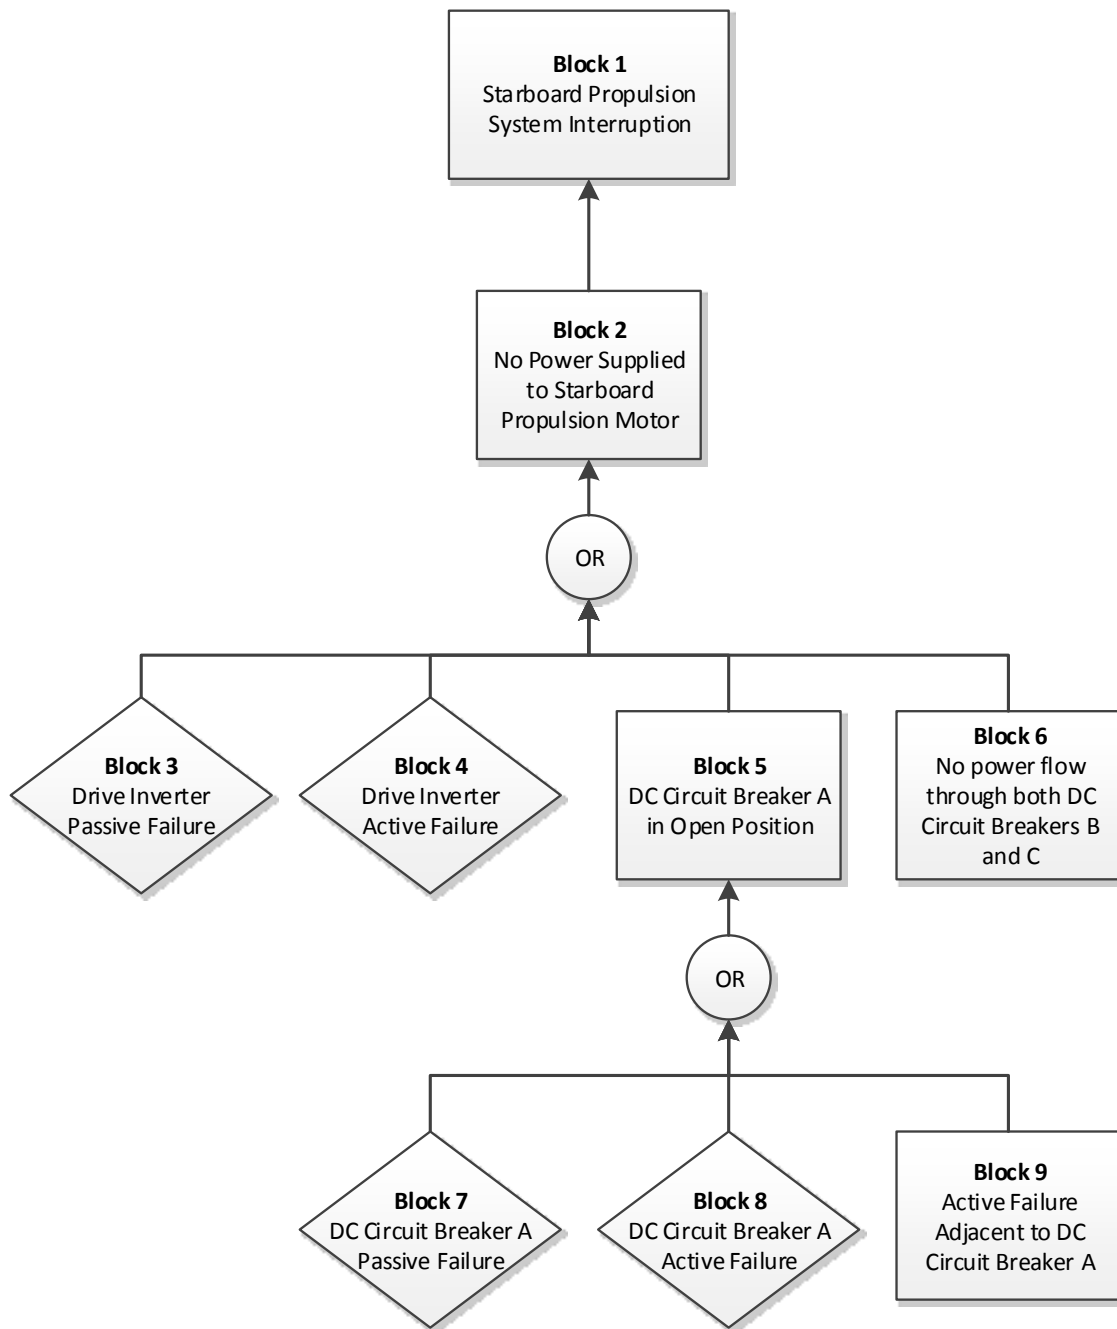 Block 1
Starboard Propulsion
System Interruption
Block 2
No Power Supplied
to Starboard
Propulsion Motor
OR
Block 3
Drive Inverter
Passive Failure
Block 4
Drive Inverter
Active Failure
Block 5
DC Circuit Breaker A
in Open Position
Block 6
No power flow
through both DC
Circuit Breakers B
and C
OR
Block 7
DC Circuit Breaker A
Passive Failure
Block 8
DC Circuit Breaker A
Active Failure
Block 9
Active Failure
Adjacent to DC
Circuit Breaker A